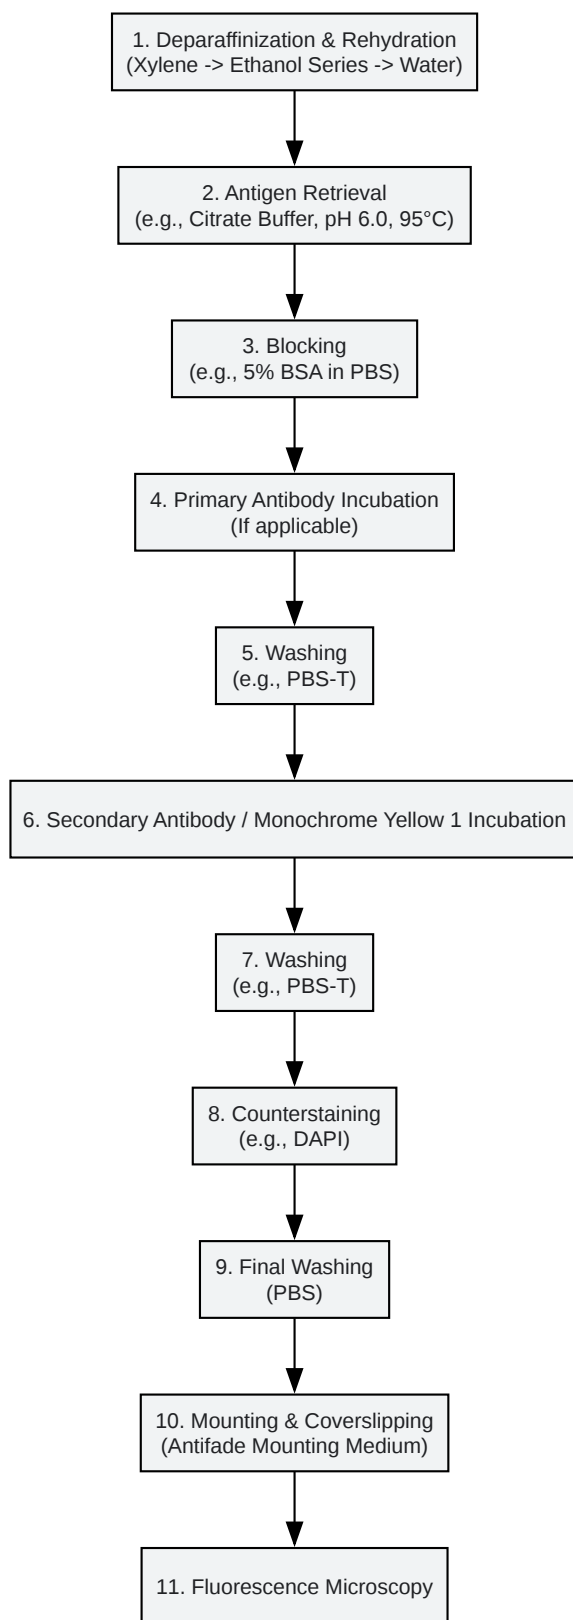 1. Deparaffinization & Rehydration
(Xylene -> Ethanol Series -> Water)
2. Antigen Retrieval
(e.g., Citrate Buffer, pH 6.0, 95°C)
3. Blocking
(e.g., 5% BSA in PBS)
4. Primary Antibody Incubation
(If applicable)
5. Washing
(e.g., PBS-T)
6. Secondary Antibody / Monochrome Yellow 1 Incubation
7. Washing
(e.g., PBS-T)
8. Counterstaining
(e.g., DAPI)
9. Final Washing
(PBS)
10. Mounting & Coverslipping
(Antifade Mounting Medium)
11. Fluorescence Microscopy